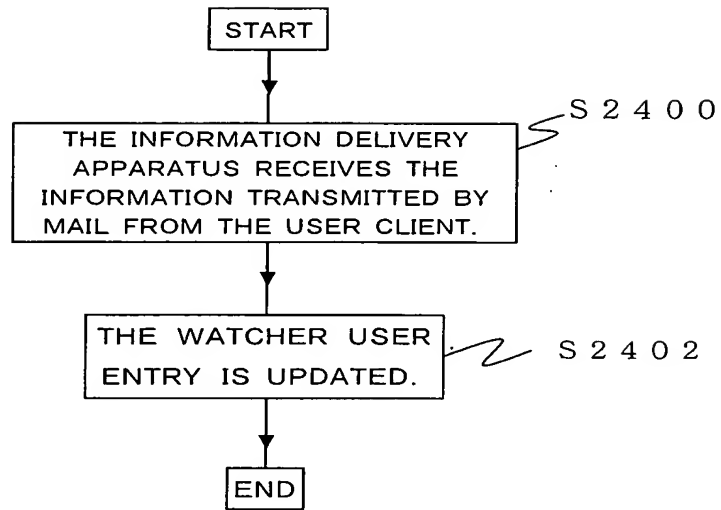 START
S2400
THE INFORMATION DELIVERY
APPARATUS RECEIVES THE
INFORMATION TRANSMITTED BY
MAIL FROM THE USER CLIENT.
THE WATCHER USER
ENTRY IS UPDATED.
S2402
END